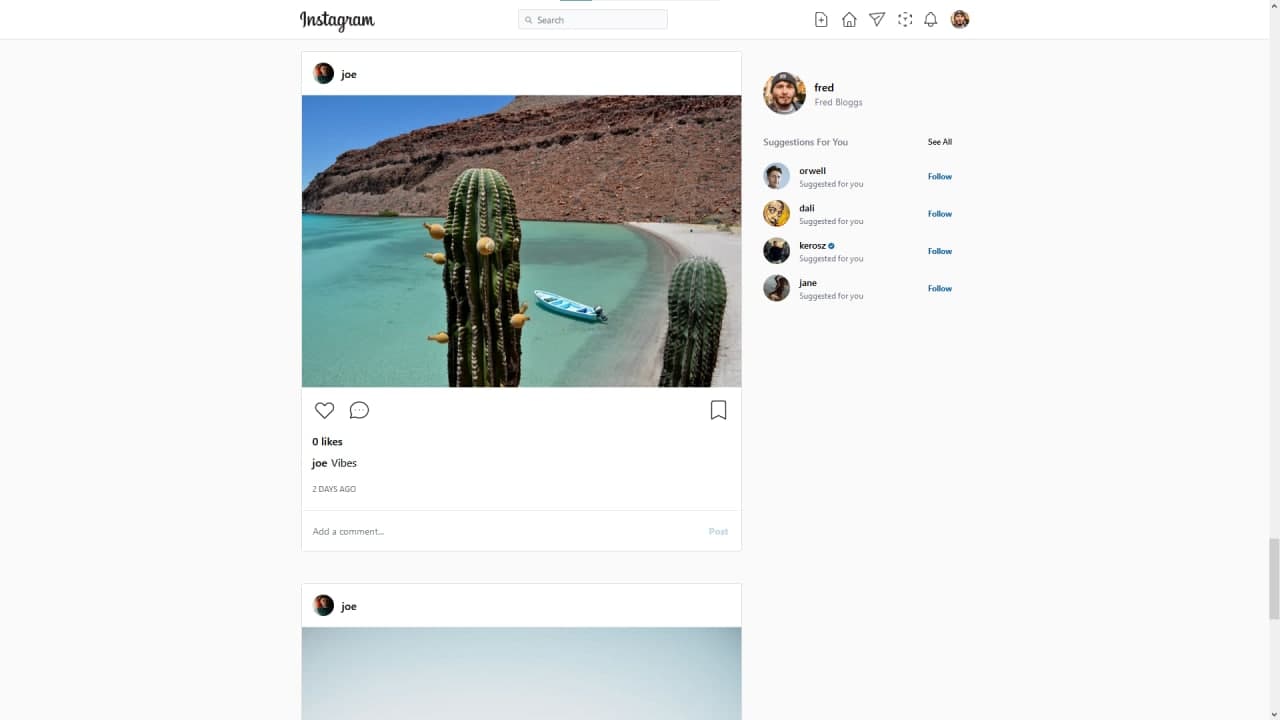 Instagram
Search
joe
0 likes
joe Vibes
2 DAYS AGO
Add a comment...
Post
joe
fred
Fred Bloggs
Suggestions For You
See All
orwell
Suggested for you
Follow
dali
Suggested for you
Follow
kerosz
Suggested for you
Follow
jane
Suggested for you
Follow